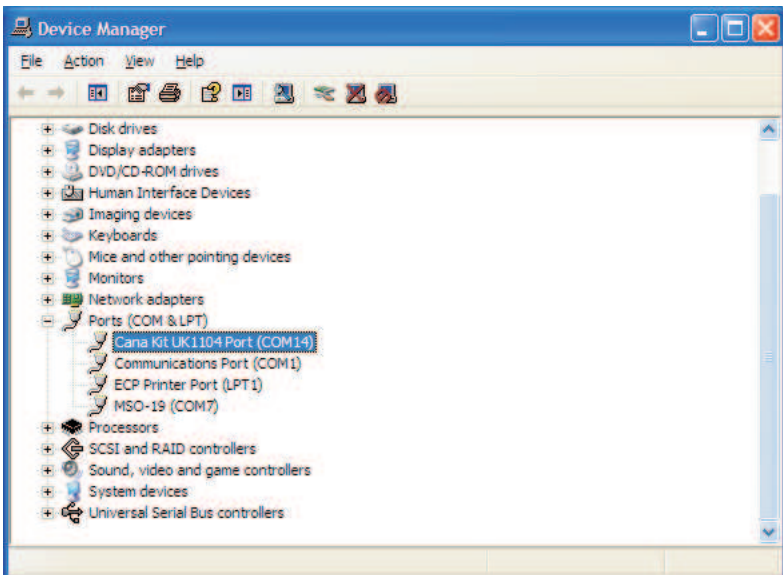 Device Manager
File Action View Help
Disk drives
Display adapters
DVD/CD-ROM drives
Human Interface Devices
Imaging devices
Keyboards
Mice and other pointing devices
Monitors
Network adapters
Ports (COM & LPT)
Cana Kit UK1104 Port (COM14)
Communications Port (COM1)
ECP Printer Port (LPT1)
MSO-19 (COM7)
Processors
SCSI and RAID controllers
Sound, video and game controllers
System devices
Universal Serial Bus controllers